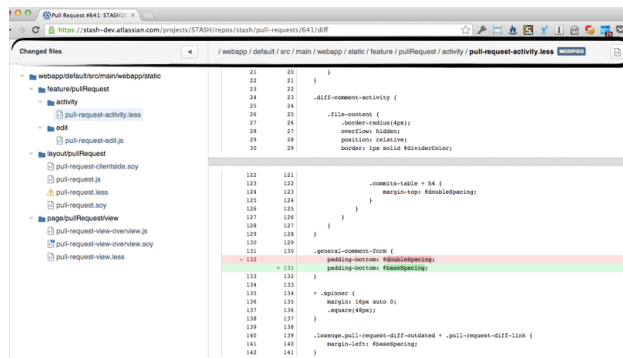 Pull Request #641: STASHD
https://stash-dev.atlassian.com/projects/STASH/repos/stash/pull-requests/641/diff
Changed files
/ webapp / default / src / main / webapp / static / feature / pullRequest / activity / pull-request-activity.less MODIFIED
webapp/default/src/main/webapp/static
feature/pullRequest
activity
pull-request-activity.less
edit
pull-request-edit.js
layout/pullRequest
pull-request-clientside.soy
pull-request.js
pull-request.less
pull-request.soy
page/pullRequest/view
pull-request-view-overview.js
pull-request-view-overview.soy
pull-request-view.less
21 20 }
22 21 }
23 22
24 23 .diff-comment-activity {
25 24
26 25 .file-content {
27 26 .border-radius(4px);
28 27 overflow: hidden;
29 28 position: relative;
30 29 border: 1px solid @dividerColor;
122 121
123 122 .commits-table + h4 {
124 123 margin-top: @doubleSpacing;
125 124 }
126 125 }
127 126 }
128 127 }
129 128 }
130 129
131 130 .general-comment-form {
- 132 padding-bottom: @doubleSpacing;
+ 131 padding-bottom: @baseSpacing;
133 132 }
134 133
135 134 + .spinner {
136 135 margin: 16px auto 0;
137 136 .square(48px);
138 137 }
139 138
140 139 .lozenge.pull-request-diff-outdated + .pull-request-diff-link {
141 140 margin-left: @baseSpacing;
142 141 }